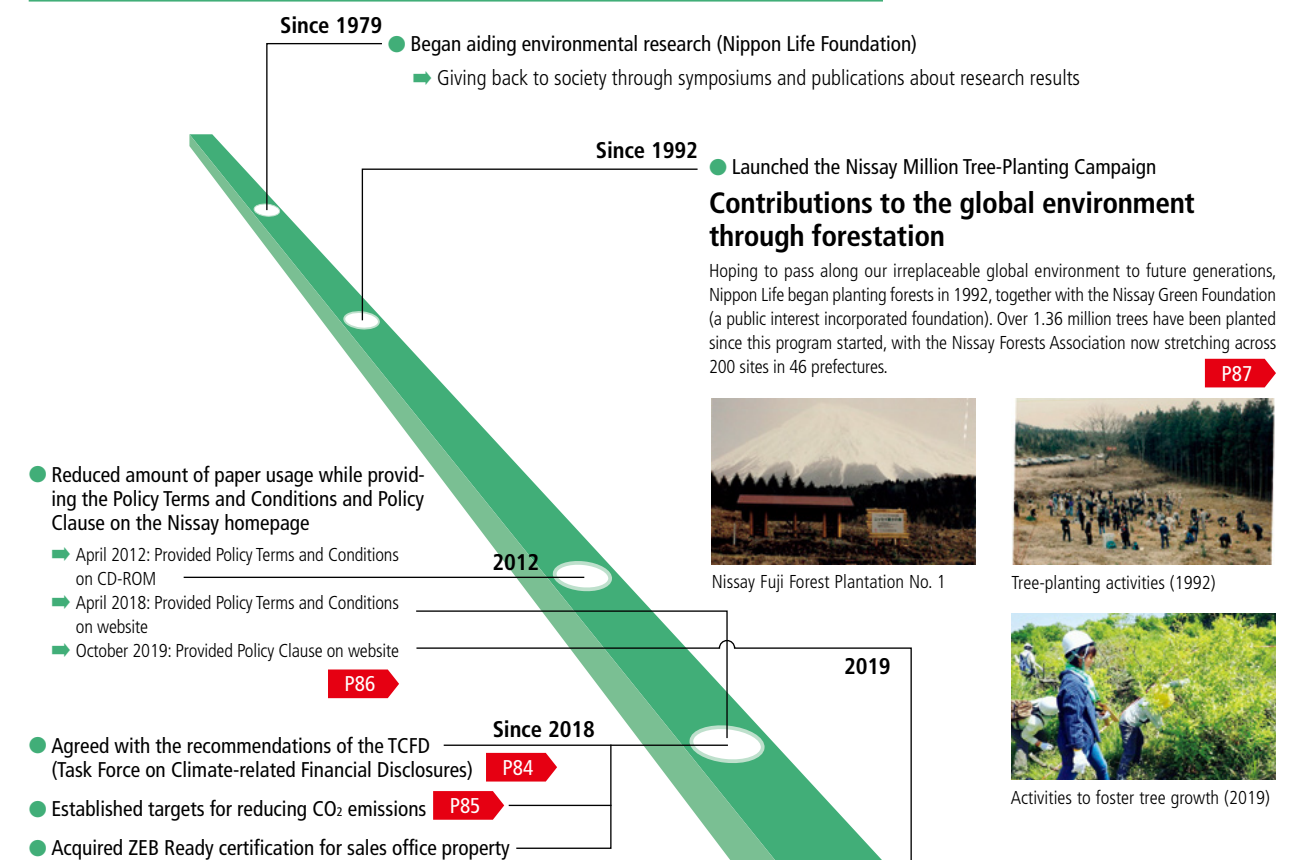 Since 1979
● Began aiding environmental research (Nippon Life Foundation)
➡ Giving back to society through symposiums and publications about research results
Since 1992
● Launched the Nissay Million Tree-Planting Campaign
Contributions to the global environment
through forestation
Hoping to pass along our irreplaceable global environment to future generations,
Nippon Life began planting forests in 1992, together with the Nissay Green Foundation
(a public interest incorporated foundation). Over 1.36 million trees have been planted
since this program started, with the Nissay Forests Association now stretching across
200 sites in 46 prefectures.
P87
Nissay Fuji Forest Plantation No. 1
Tree-planting activities (1992)
Activities to foster tree growth (2019)
● Reduced amount of paper usage while provid-
ing the Policy Terms and Conditions and Policy
Clause on the Nissay homepage
➡ April 2012: Provided Policy Terms and Conditions
on CD-ROM
➡ April 2018: Provided Policy Terms and Conditions
on website
➡ October 2019: Provided Policy Clause on website
P86
2012
2019
Since 2018
● Agreed with the recommendations of the TCFD
(Task Force on Climate-related Financial Disclosures) P84
● Established targets for reducing CO2 emissions P85
● Acquired ZEB Ready certification for sales office property